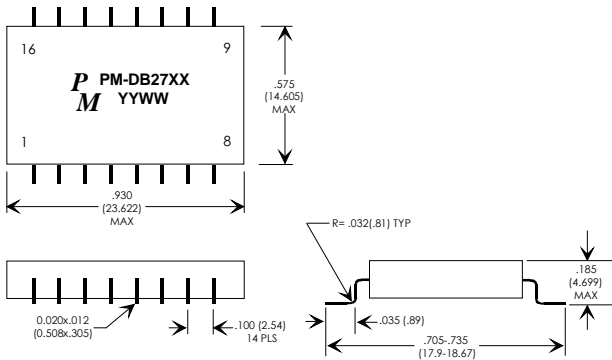 16
9
P PM-DB27XX
M YYWW
1
8
.575
(14.605)
MAX
.930
(23.622)
MAX
R= .032(.81) TYP
.185
(4.699)
MAX
0.020x.012
(0.508x.305)
.100 (2.54)
14 PLS
.035 (.89)
.705-.735
(17.9-18.67)